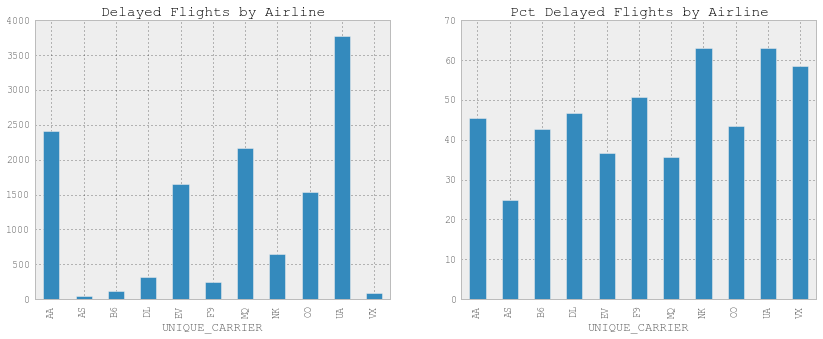 Delayed Flights by Airline
4000
3500
3000
2500
2000
1500
1000
500
0
AA AS B6 DL EV F9 MQ NK OO UA VX
UNIQUE_CARRIER
Pct Delayed Flights by Airline
70
60
50
40
30
20
10
0
AA AS B6 DL EV F9 MQ NK OO UA VX
UNIQUE_CARRIER